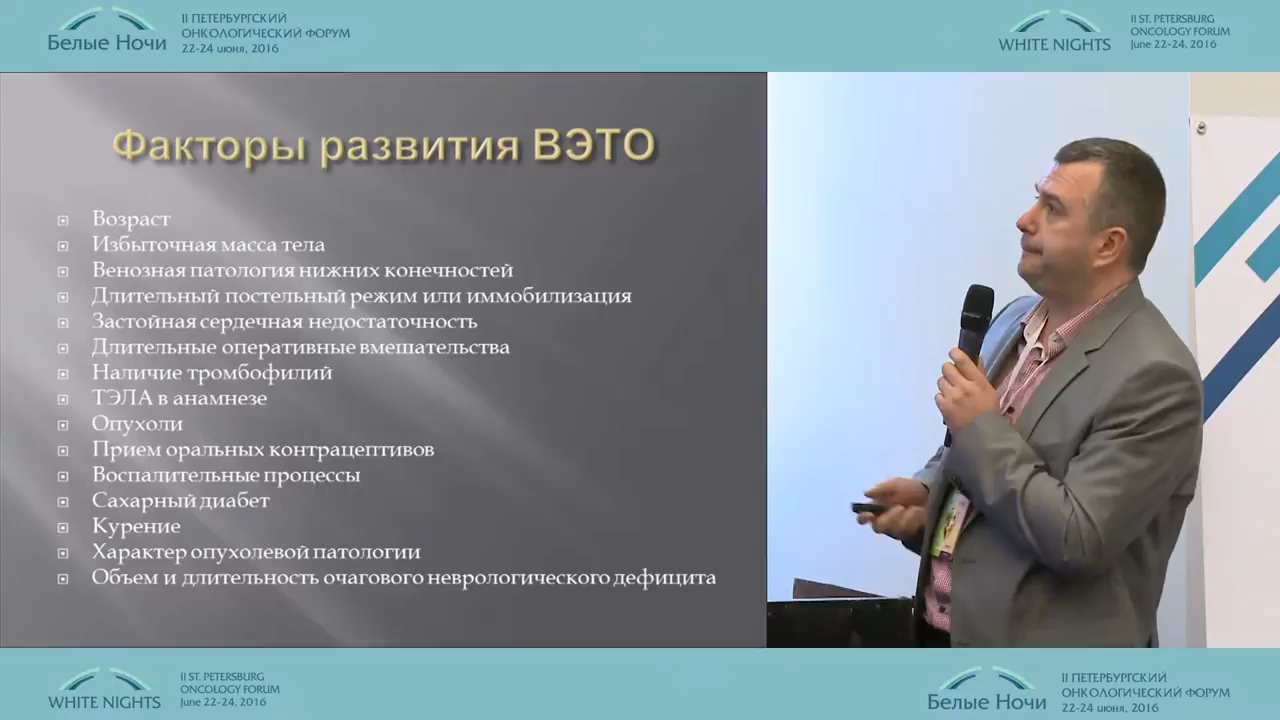 Белые Ночи
II ПЕТЕРБУРГСКИЙ
ОНКОЛОГИЧЕСКИЙ ФОРУМ
22-24 июня, 2016
WHITE NIGHTS
II ST. PETERSBURG
ONCOLOGY FORUM
June 22-24, 2016
Факторы развития ВЭТО
Возраст
Избыточная масса тела
Венозная патология нижних конечностей
Длительный постельный режим или иммобилизация
Застойная сердечная недостаточность
Длительные оперативные вмешательства
Наличие тромбофилий
ТЭЛА в анамнезе
Опухоли
Прием оральных контрацептивов
Воспалительные процессы
Сахарный диабет
Курение
Характер опухолевой патологии
Объем и длительность очагового неврологического дефицита
WHITE NIGHTS
II ST. PETERSBURG
ONCOLOGY FORUM
June 22-24, 2016
Белые Ночи
II ПЕТЕРБУРГСКИЙ
ОНКОЛОГИЧЕСКИЙ ФОРУМ
22-24 июня, 2016